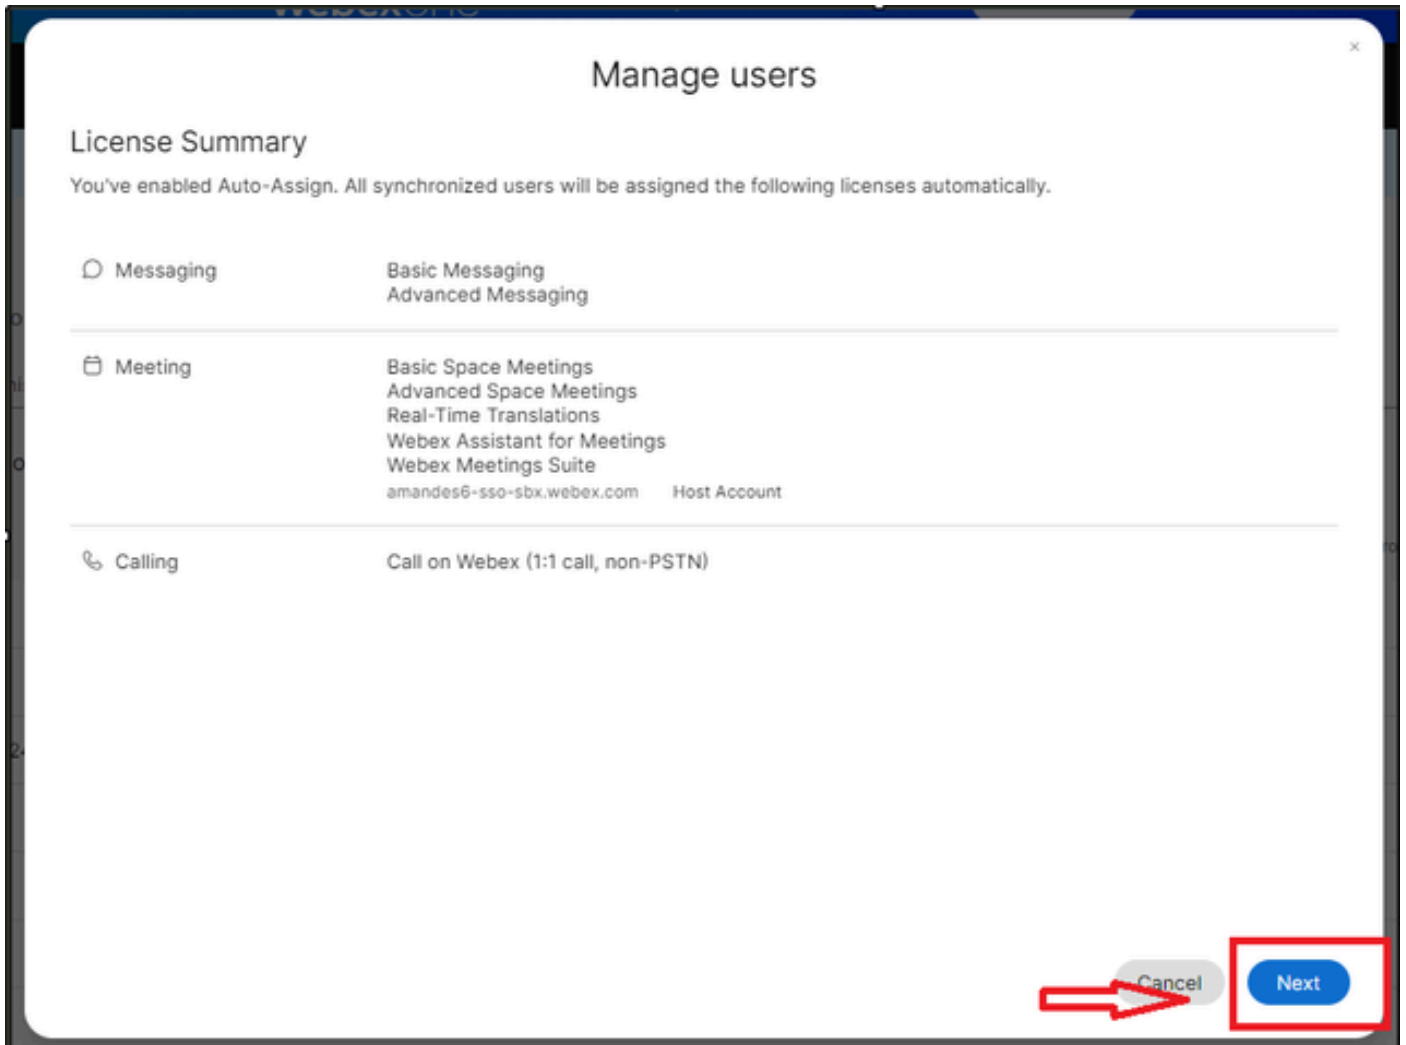 Manage users
License Summary
You've enabled Auto-Assign. All synchronized users will be assigned the following licenses automatically.
Messaging
Basic Messaging
Advanced Messaging
Meeting
Basic Space Meetings
Advanced Space Meetings
Real-Time Translations
Webex Assistant for Meetings
Webex Meetings Suite
amandes6-sso-sbx.webex.com Host Account
Calling
Call on Webex (1:1 call, non-PSTN)
Cancel
Next